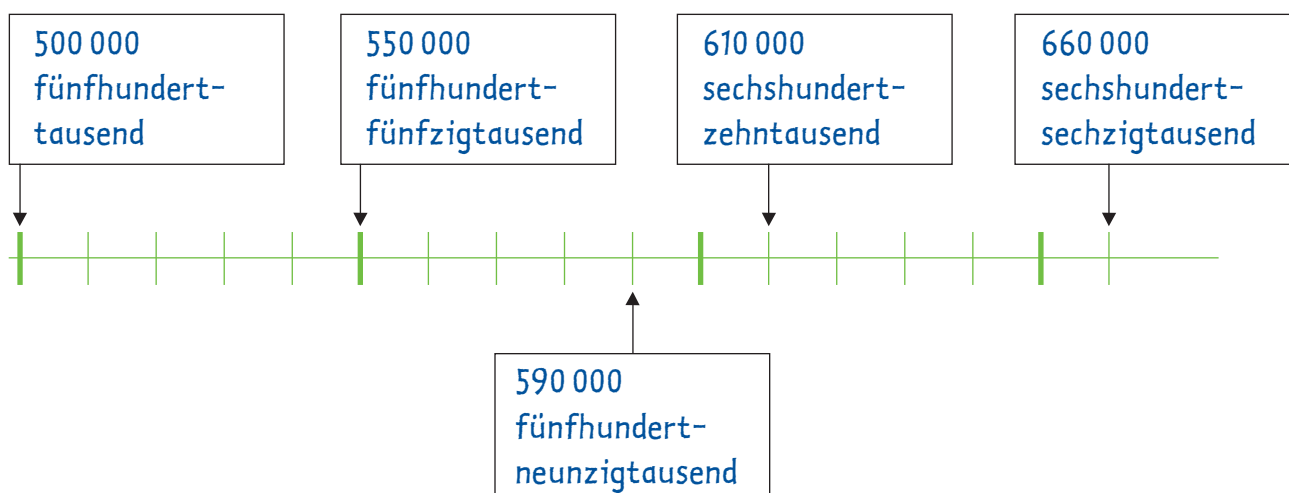 500 000
fünfhundert-
tausend
550 000
fünfhundert-
fünfzigtausend
610 000
sechshundert-
zehntausend
660 000
sechshundert-
sechzigtausend
590 000
fünfhundert-
neunzigtausend